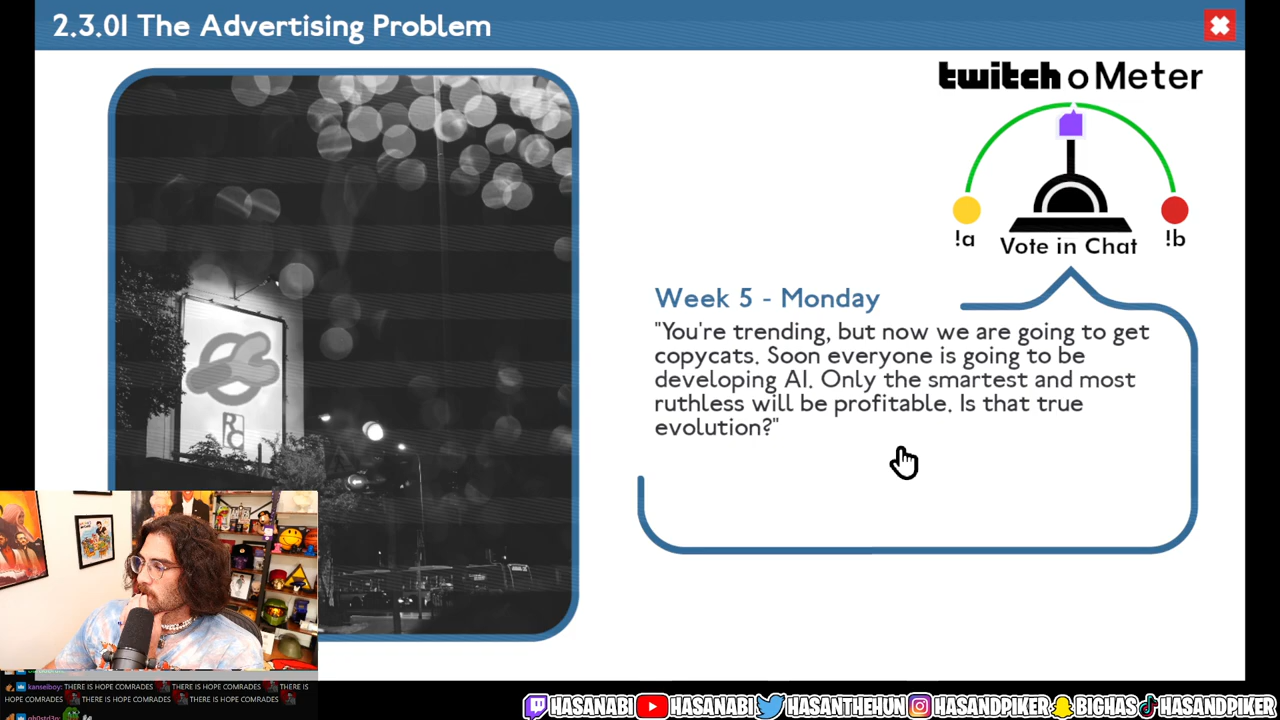 2.3.01 The Advertising Problem
twitch o Meter
!a
Vote in Chat
!b
Week 5 - Monday
"You're trending, but now we are going to get
copycats. Soon everyone is going to be
developing AI. Only the smartest and most
ruthless will be profitable. Is that true
evolution?"
kanseiboy: THERE IS HOPE COMRADES THERE IS HOPE COMRADES THERE IS
HOPE COMRADES THERE IS HOPE COMRADES THERE IS HOPE COMRADES
HASANABI HASANABI HASANTHEHUN HASANDPIKER BIGHAS HASANDPIKER